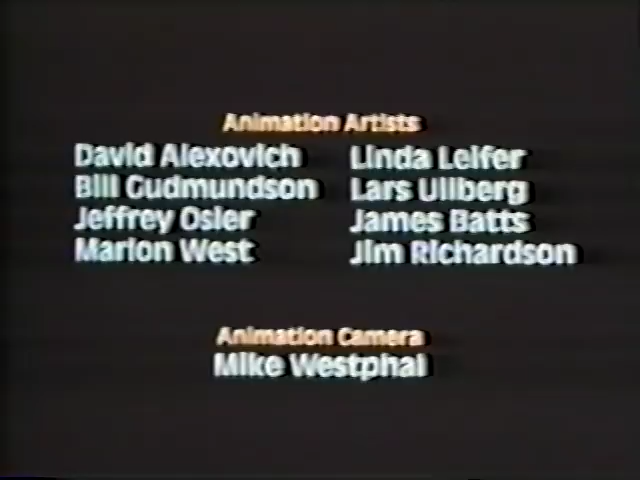 Animation Artists
David Alexovich Linda Leifer
Bill Gudmundson Lars Ullberg
Jeffrey Osier James Batts
Marion West Jim Richardson
Animation Camera
Mike Westphal